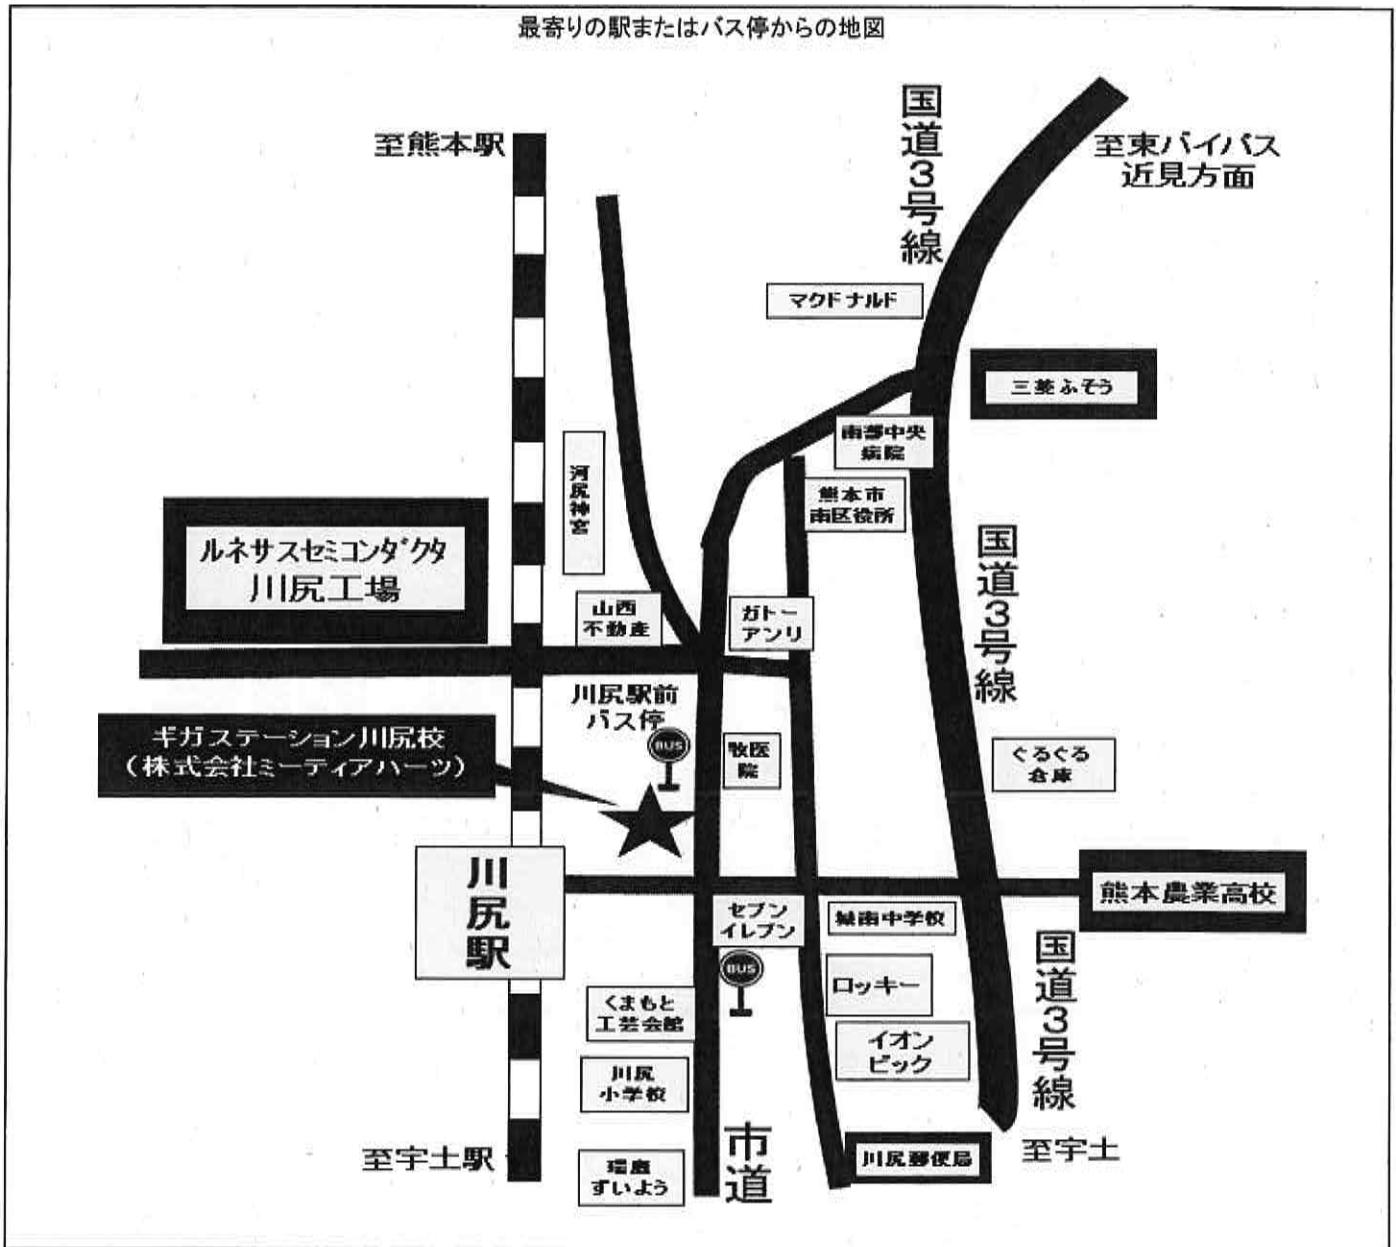 最寄りの駅またはバス停からの地図
至熊本駅
国道3号線
至東バイパス
近見方面
マクドナルド
三菱ふそう
南部中央
病院
河尻神宮
熊本市
南区役所
ルネサスセミコンダクタ
川尻工場
国道3号線
山西
不動産
ガトー
アンリ
川尻駅前
バス停
BUS
ギガステーション川尻校
(株式会社ミーティアハーツ)
牧医
院
ぐるぐる
倉庫
川尻駅
熊本農業高校
セブン
イレブン
城南中学校
国道3号線
BUS
ロッキー
くまもと
工芸会館
イオン
ビック
川尻
小学校
市道
至宇土駅
川尻郵便局
至宇土
ずいよう